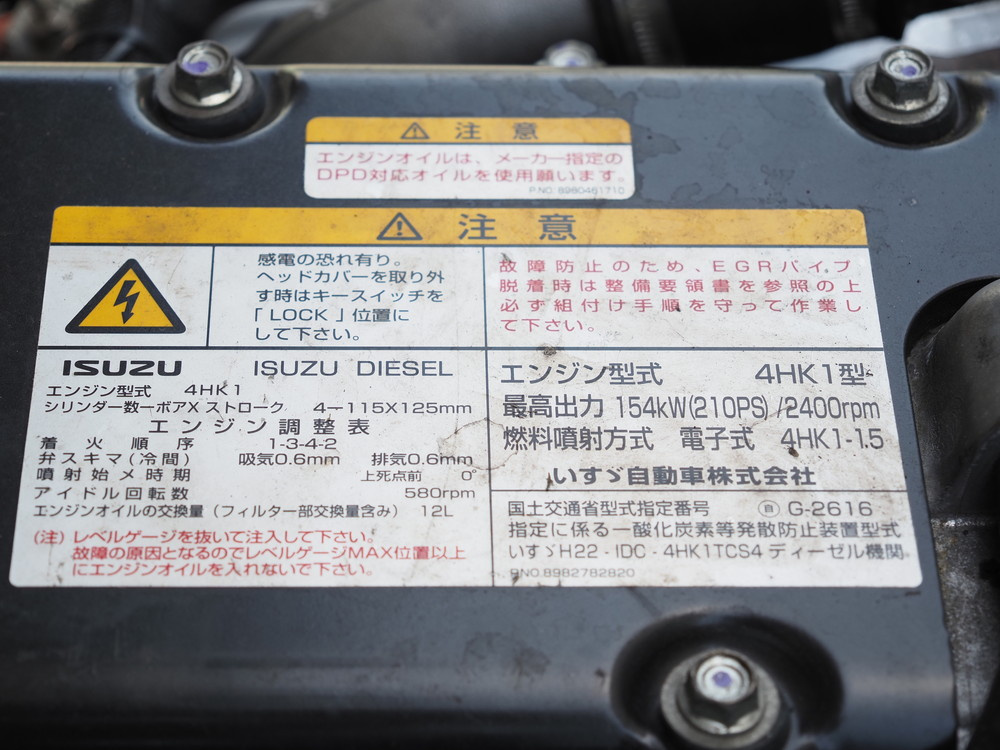 ⚠ 注意
エンジンオイルは、メーカー指定の
DPD対応オイルを使用願います。
P.NO. 8980461710
⚠ 注意
感電の恐れ有り。
ヘッドカバーを取り外
す時はキースイッチを
「LOCK」位置に
して下さい。
故障防止のため、EGRパイプ
脱着時は整備要領書を参照の上
必ず組付け手順を守って作業し
て下さい。
ISUZU ISUZU DIESEL
エンジン型式 4HK1
シリンダー数ーボアXストローク 4ー115X125mm
エンジン調整表
着火順序 1-3-4-2
弁スキマ(冷間) 吸気0.6mm 排気0.6mm
噴射始メ時期 上死点前 0°
アイドル回転数 580rpm
エンジンオイルの交換量(フィルター部交換量含み) 12L
(注)レベルゲージを抜いて注入して下さい。
故障の原因となるのでレベルゲージMAX位置以上
にエンジンオイルを入れないで下さい。
エンジン型式 4HK1型
最高出力 154kW(210PS)/2400rpm
燃料噴射方式 電子式 4HK1-1.5
いすゞ自動車株式会社
国土交通省型式指定番号 ㊐ G-2616
指定に係る一酸化炭素等発散防止装置型式
いすゞH22-IDC-4HK1TCS4 ディーゼル機関
PNO.8982782820